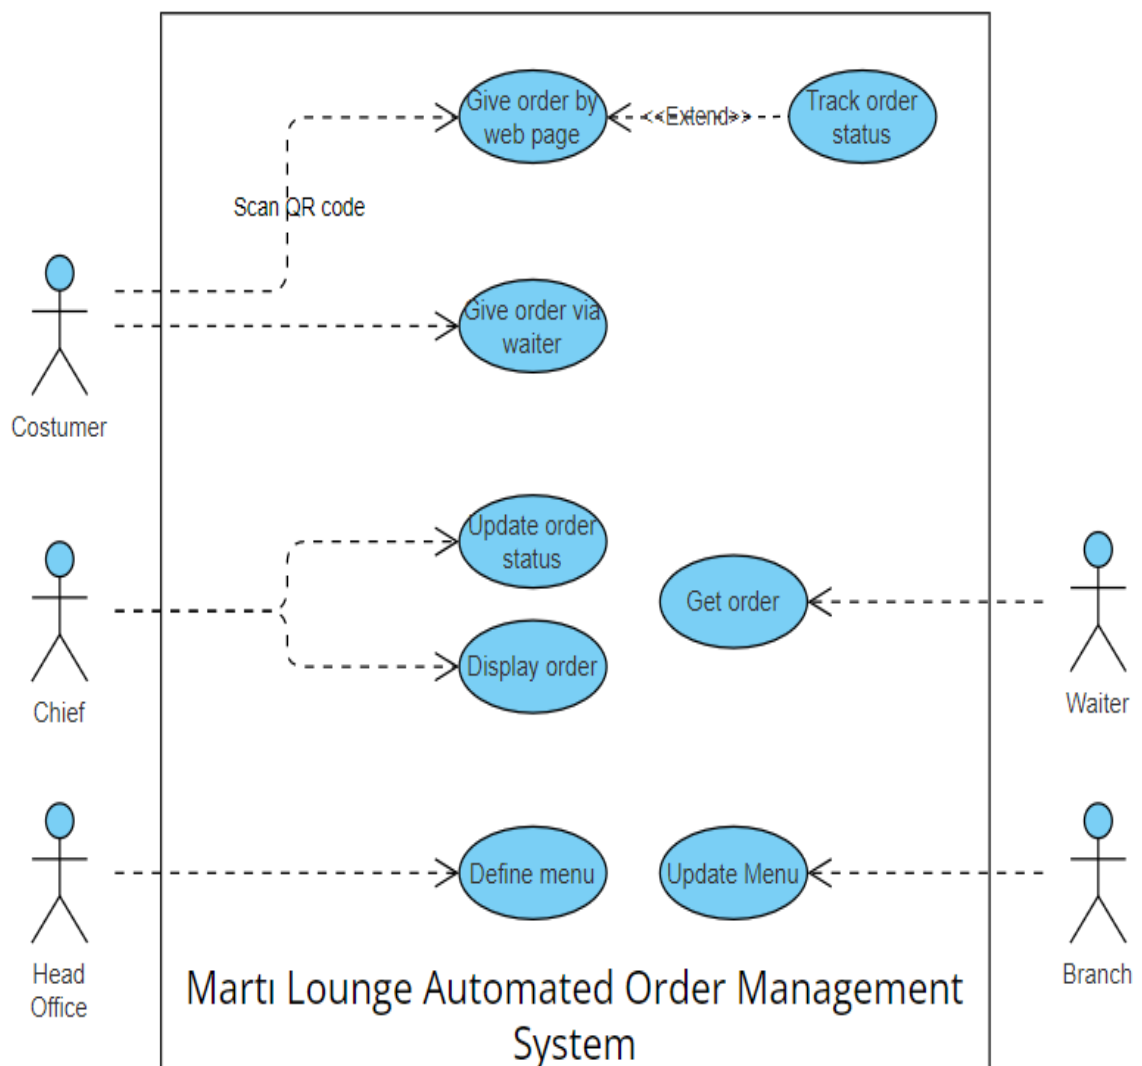 Give order by
web page
<<Extend>>
Track order
status
Scan QR code
Give order via
waiter
Costumer
Update order
status
Get order
Display order
Chief
Waiter
Define menu
Update Menu
Head
Office
Branch
Martı Lounge Automated Order Management
System